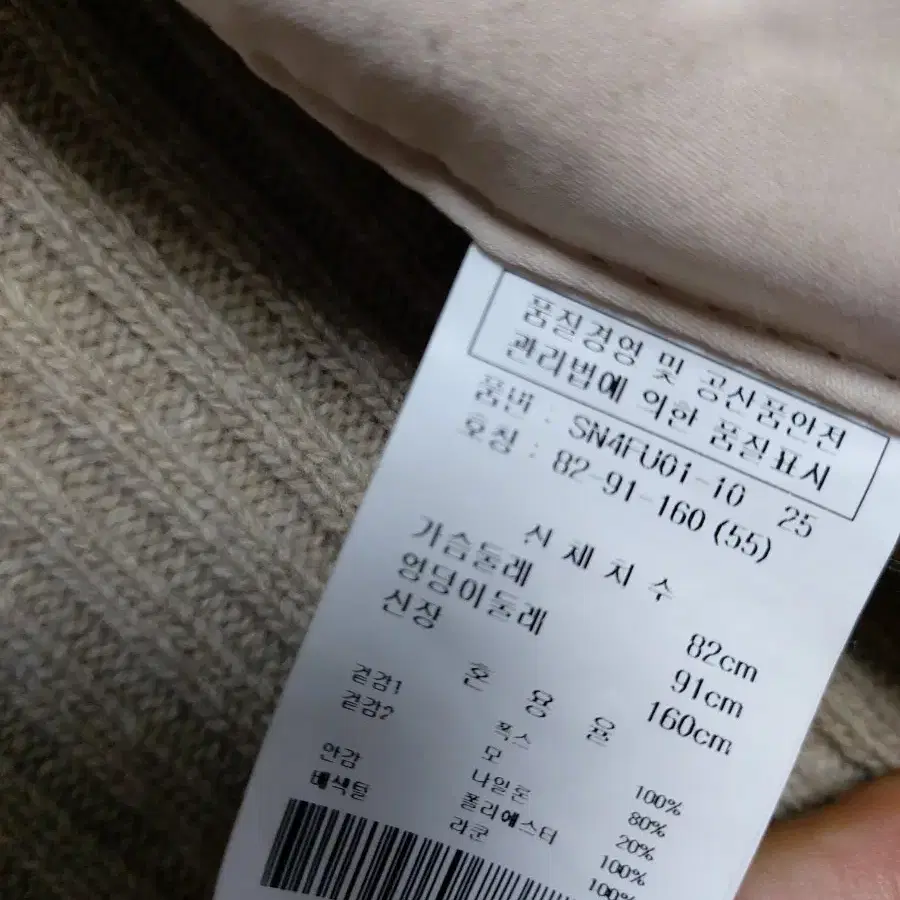 품질경영 및 공산품안전
관리법에 의한 품질표시
품번 : SN4FU01-10 25
호칭 : 82-91-160 (55)
신 체 치 수
가슴둘레 82cm
엉덩이둘레 91cm
신장 160cm
혼 용 율
겉감1 폭스 100%
겉감2 모 80%
나일론 20%
안감 폴리에스터 100%
배색털 라쿤 100%